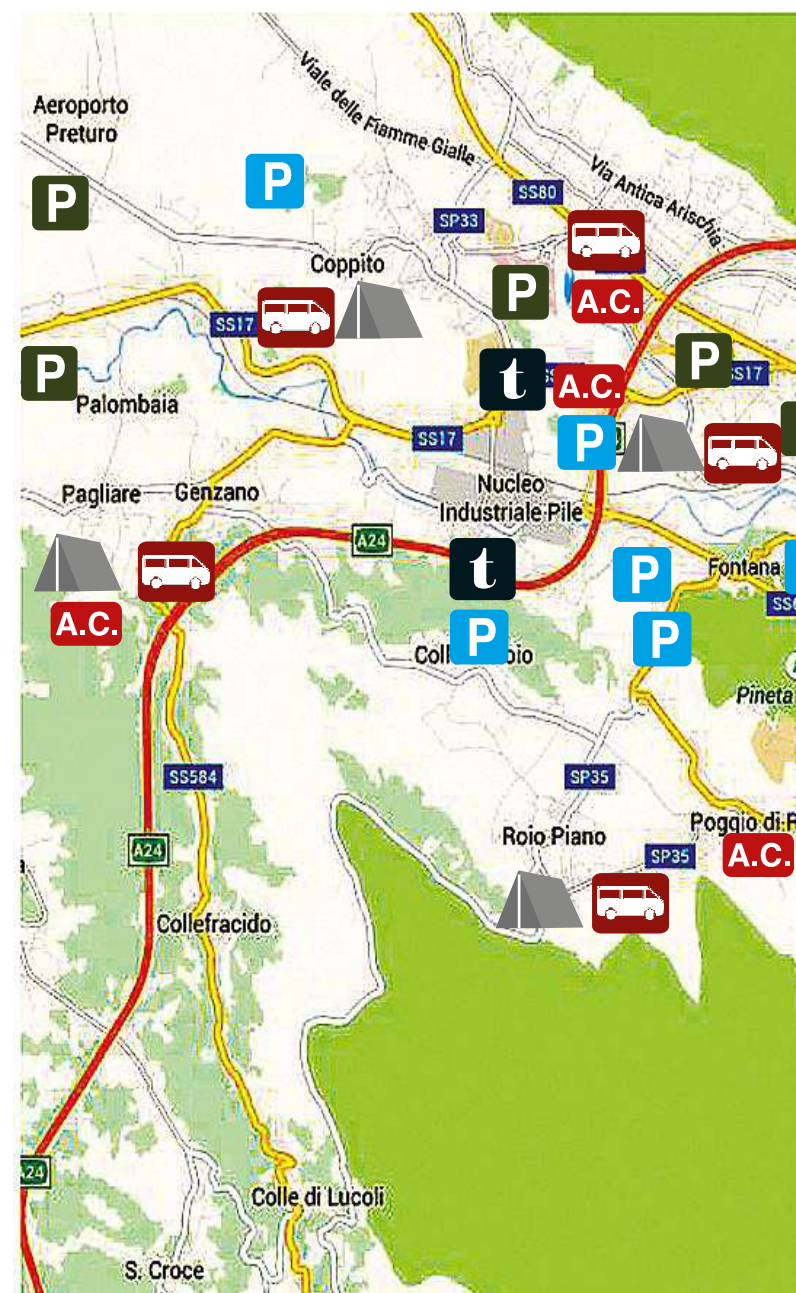 Aeroporto
Preturo
Viale delle Fiamme Gialle
P
Via Antica Arischia
SS80
P
SP33
Coppito
P
A.C.
SS17
P
P
t
A.C.
SS17
Palombaia
SS17
P
Nucleo
Industriale Pile
Pagliare
Genzano
A24
t
P
Fontana
A.C.
P
P
Pineta
SS584
SP35
Poggio di R
Roio Piano
A24
SP35
A.C.
Collefracido
A24
Colle di Lucoli
S. Croce